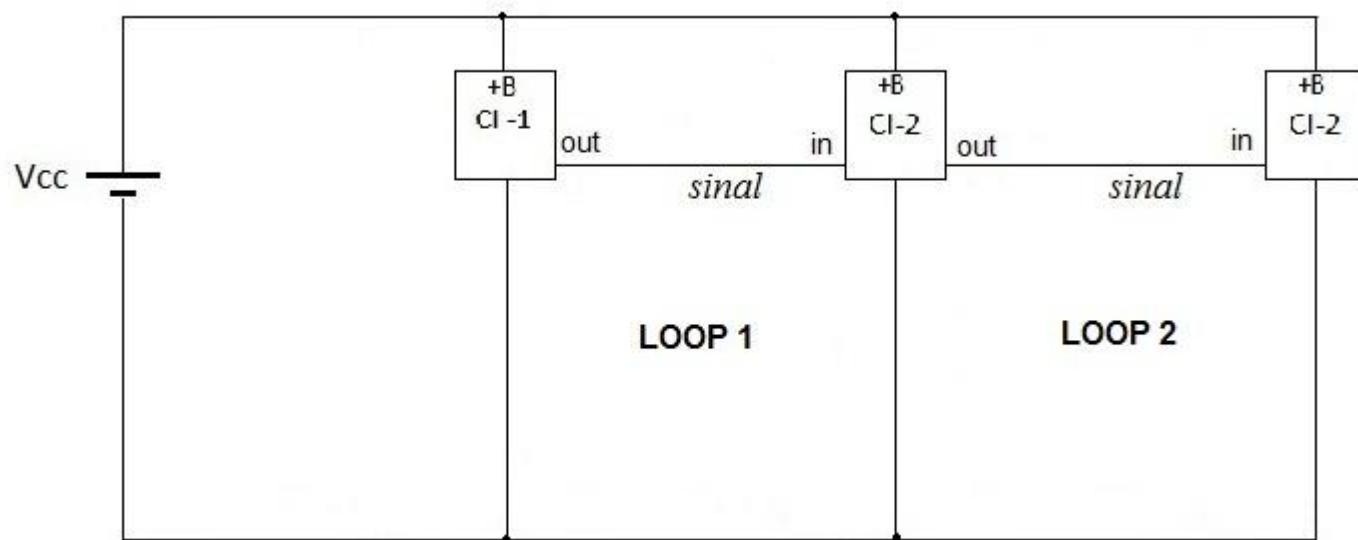 +B
CI -1
out
in
+B
CI-2
out
in
+B
CI-2
Vcc
sinal
sinal
LOOP 1
LOOP 2